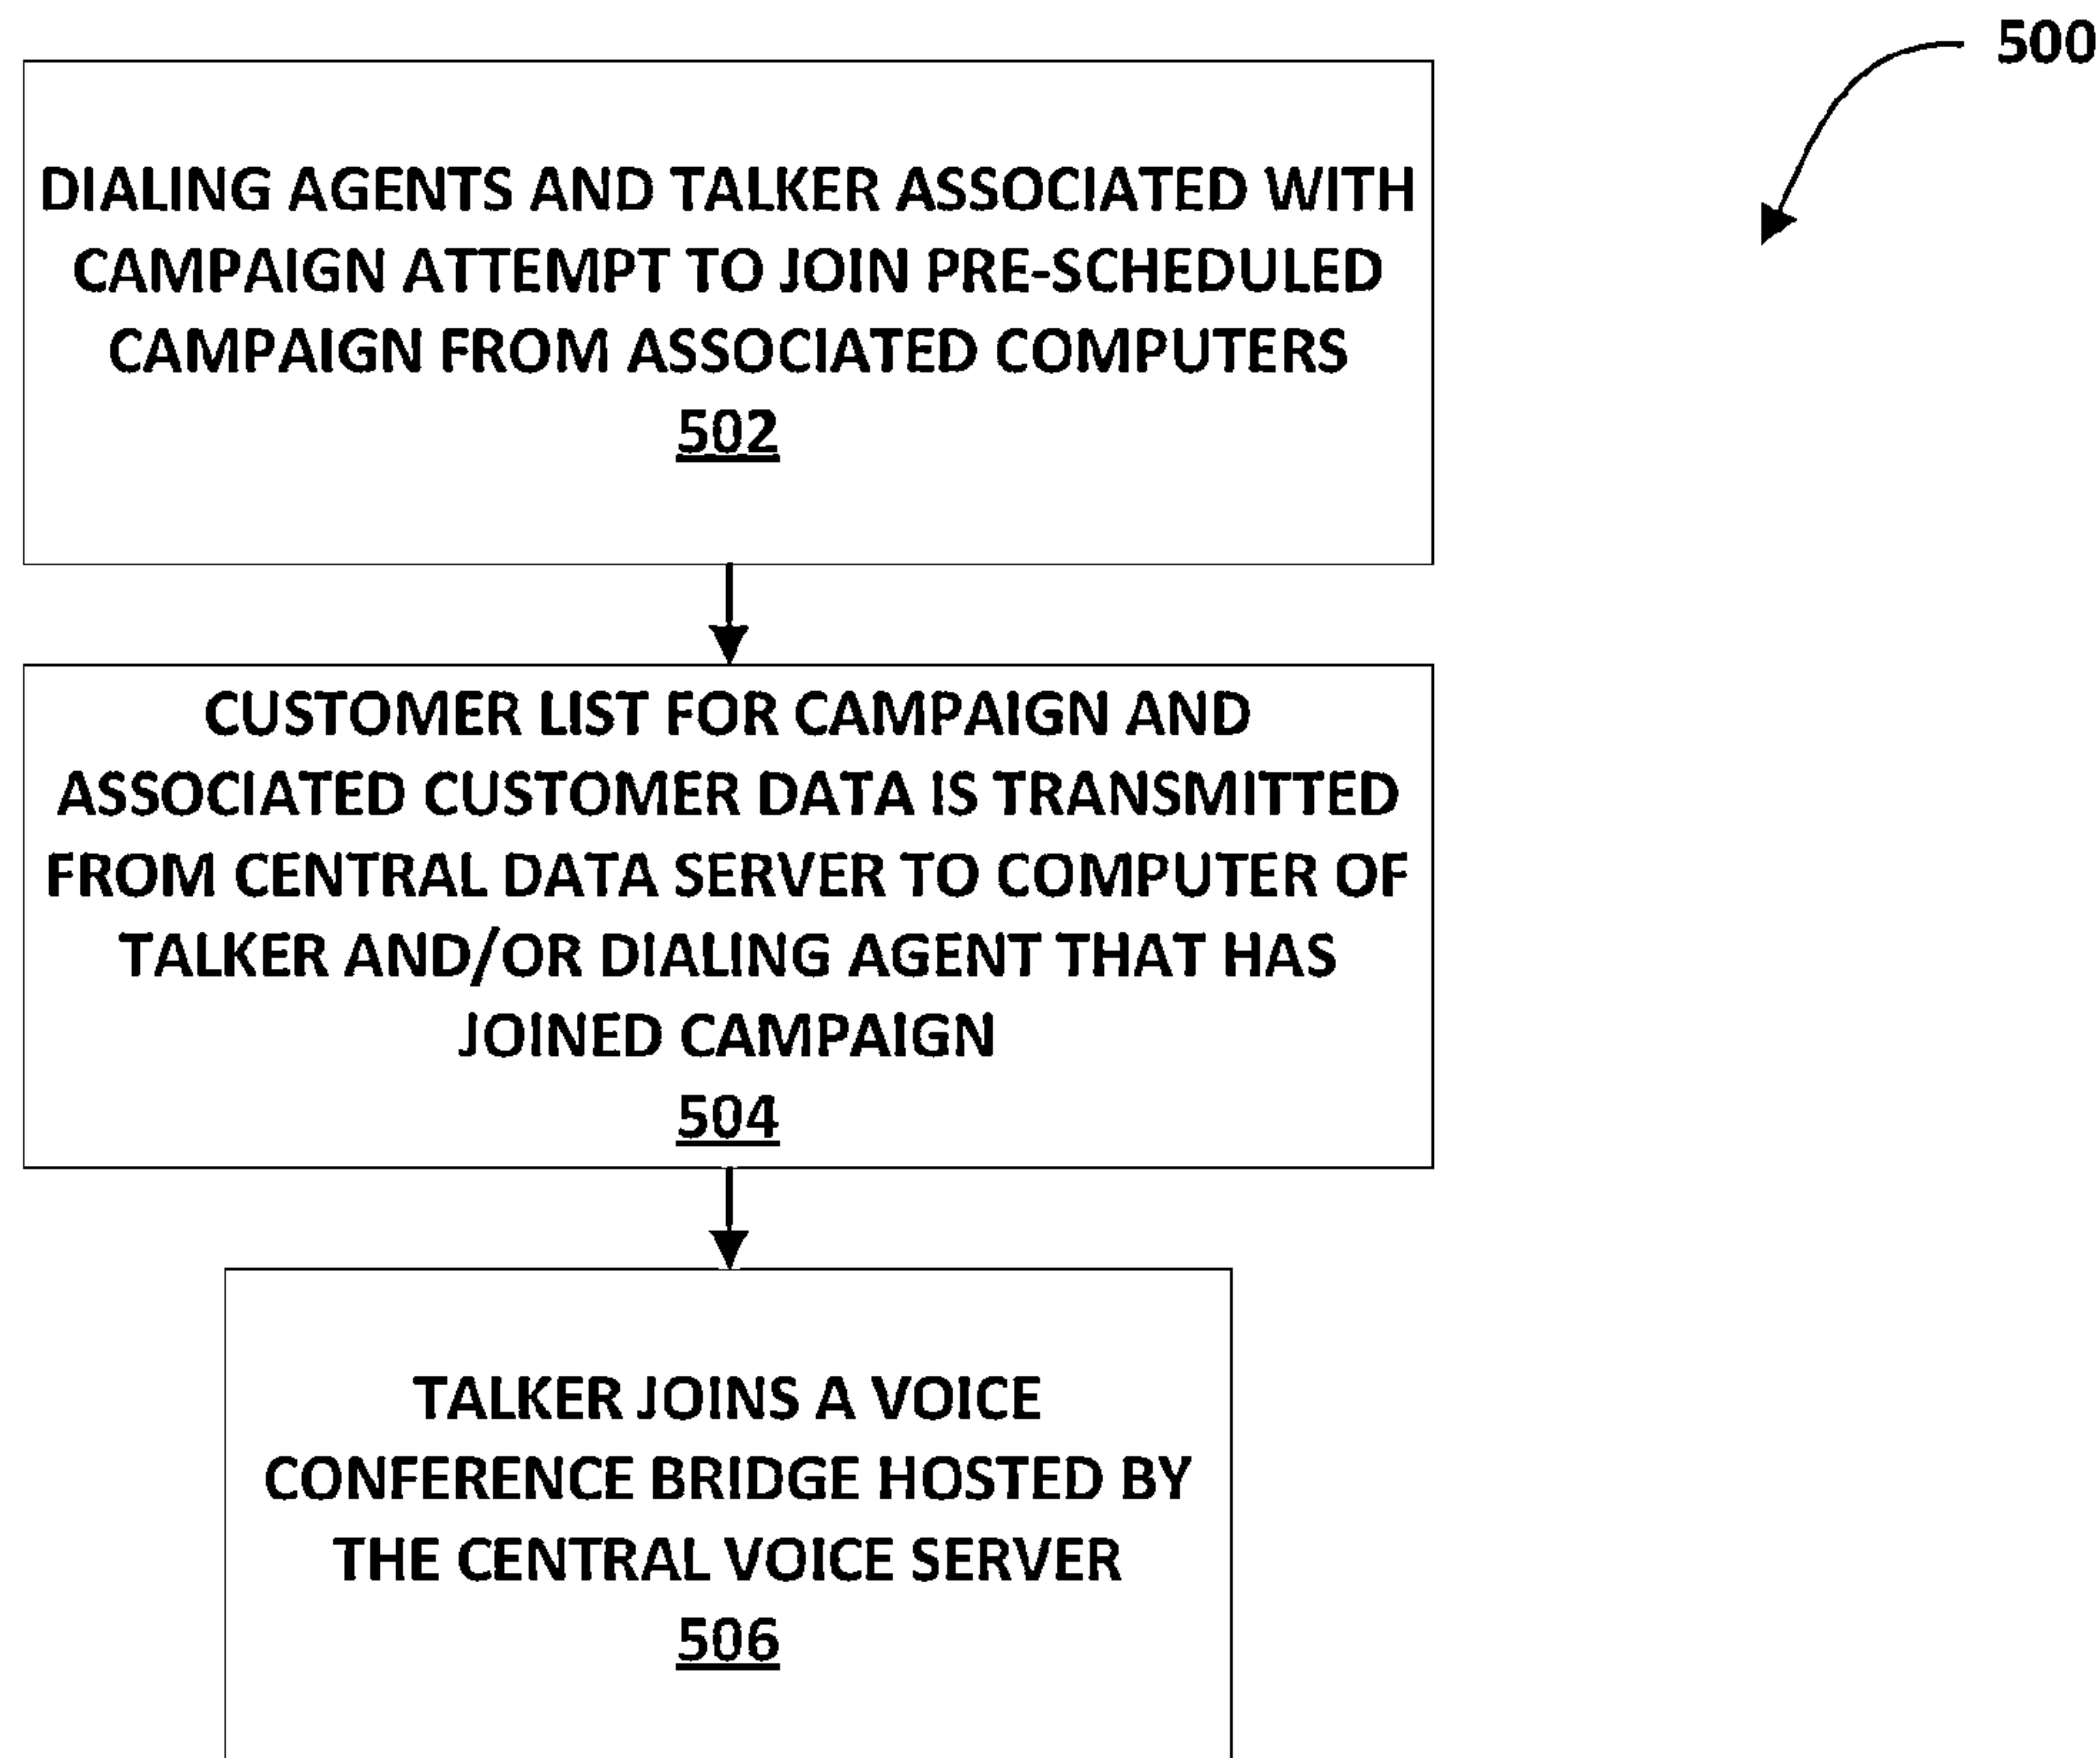 500
DIALING AGENTS AND TALKER ASSOCIATED WITH
CAMPAIGN ATTEMPT TO JOIN PRE-SCHEDULED
CAMPAIGN FROM ASSOCIATED COMPUTERS
502
CUSTOMER LIST FOR CAMPAIGN AND
ASSOCIATED CUSTOMER DATA IS TRANSMITTED
FROM CENTRAL DATA SERVER TO COMPUTER OF
TALKER AND/OR DIALING AGENT THAT HAS
JOINED CAMPAIGN
504
TALKER JOINS A VOICE
CONFERENCE BRIDGE HOSTED BY
THE CENTRAL VOICE SERVER
506